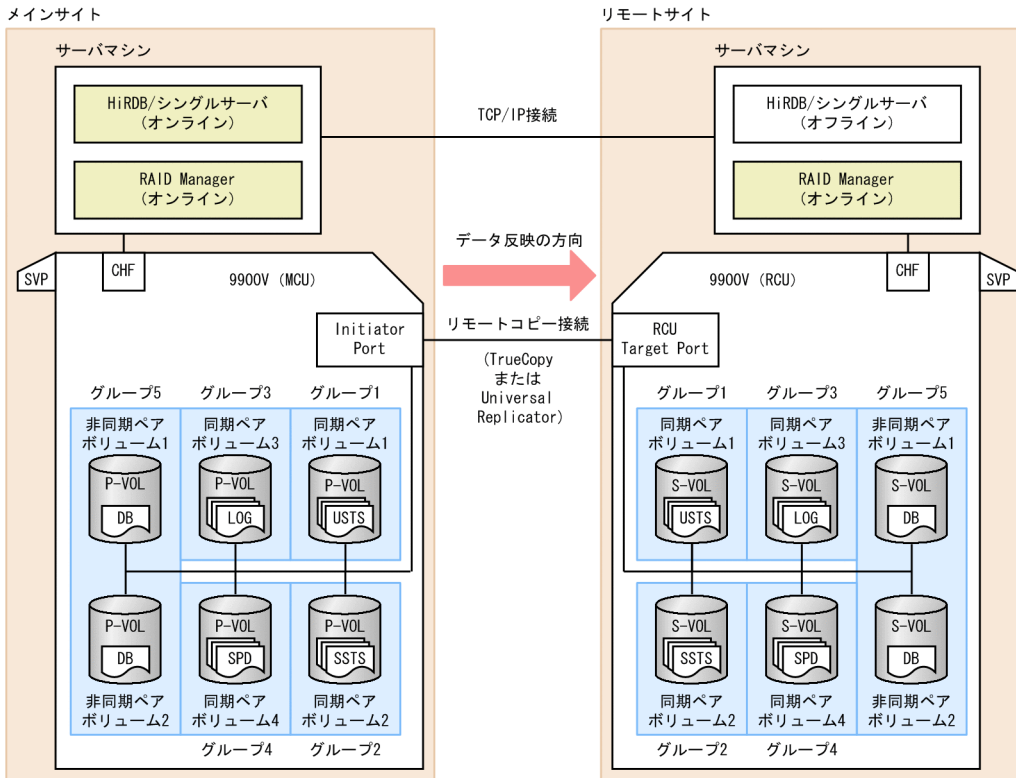 メインサイト
サーバマシン
HiRDB/シングルサーバ
(オンライン)
RAID Manager
(オンライン)
SVP
CHF
9900V (MCU)
Initiator
Port
グループ5
グループ3
グループ1
非同期ペア
ボリューム1
同期ペア
ボリューム3
同期ペア
ボリューム1
P-VOL
P-VOL
P-VOL
DB
LOG
USTS
P-VOL
P-VOL
P-VOL
DB
SPD
SSTS
非同期ペア
ボリューム2
同期ペア
ボリューム4
同期ペア
ボリューム2
グループ4
グループ2
TCP/IP接続
データ反映の方向
リモートコピー接続
(TrueCopy
または
Universal
Replicator)
リモートサイト
サーバマシン
HiRDB/シングルサーバ
(オフライン)
RAID Manager
(オンライン)
9900V (RCU)
CHF
SVP
RCU
Target Port
グループ1
グループ3
グループ5
同期ペア
ボリューム1
同期ペア
ボリューム3
非同期ペア
ボリューム1
S-VOL
S-VOL
S-VOL
USTS
LOG
DB
S-VOL
S-VOL
S-VOL
SSTS
SPD
DB
同期ペア
ボリューム2
同期ペア
ボリューム4
非同期ペア
ボリューム2
グループ2
グループ4